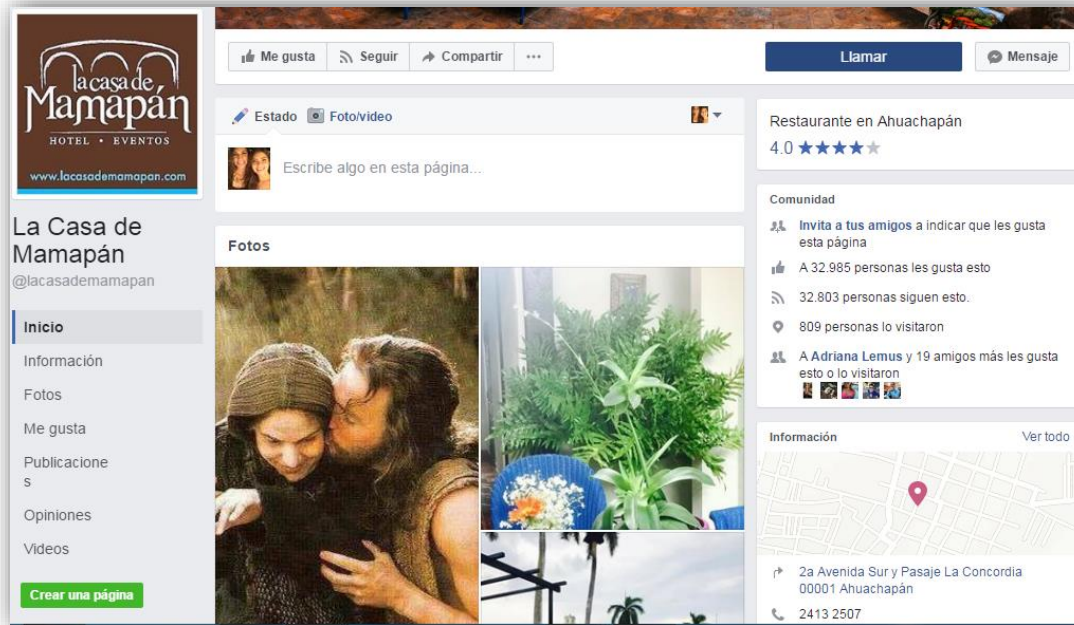 la casa de
Mamapán
HOTEL • EVENTOS
www.lacasademamapan.com
La Casa de
Mamapán
@lacasademamapan
Inicio
Información
Fotos
Me gusta
Publicacione
s
Opiniones
Videos
Crear una página
Me gusta
Seguir
Compartir
...
Llamar
Mensaje
Estado
Foto/video
Escribe algo en esta página...
Fotos
Restaurante en Ahuachapán
4.0 ★★★★★
Comunidad
Invita a tus amigos a indicar que les gusta
esta página
A 32.985 personas les gusta esto
32.803 personas siguen esto.
809 personas lo visitaron
A Adriana Lemus y 19 amigos más les gusta
esto o lo visitaron
Información
Ver todo
2a Avenida Sur y Pasaje La Concordia
00001 Ahuachapán
2413 2507